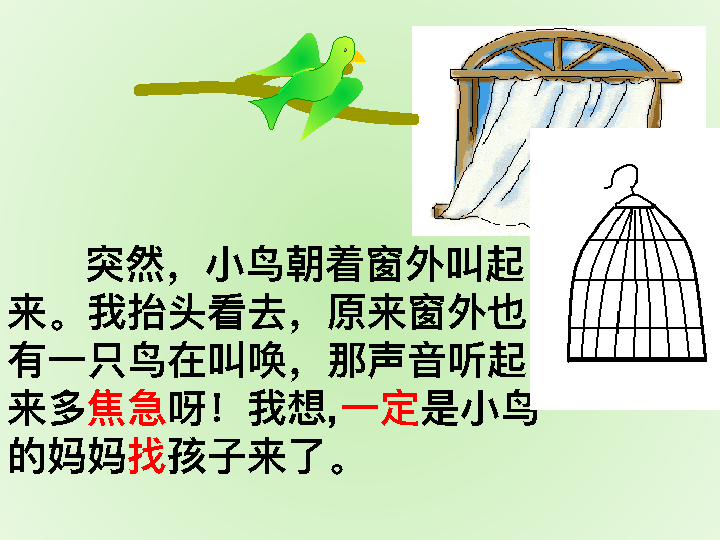 突然，小鸟朝着窗外叫起
来。我抬头看去，原来窗外也
有一只鸟在叫唤，那声音听起
来多焦急呀！我想,一定是小鸟
的妈妈找孩子来了。